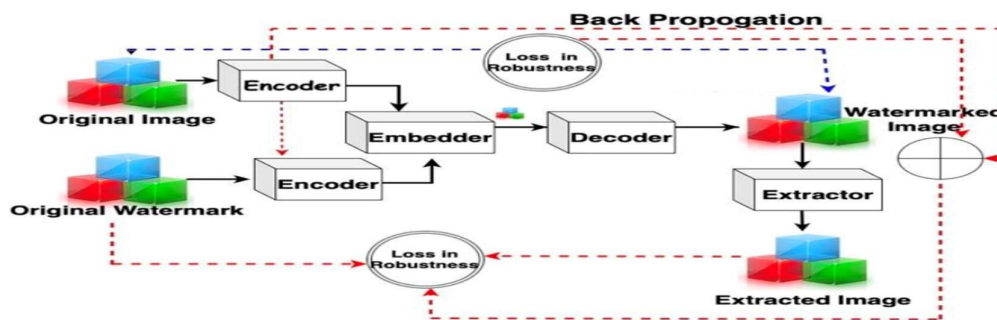 Back Propogation
Loss in
Robustness
Encoder
Original Image
Embedder
Decoder
Watermarked
Image
Encoder
Original Watermark
Extractor
Loss in
Robustness
Extracted Image